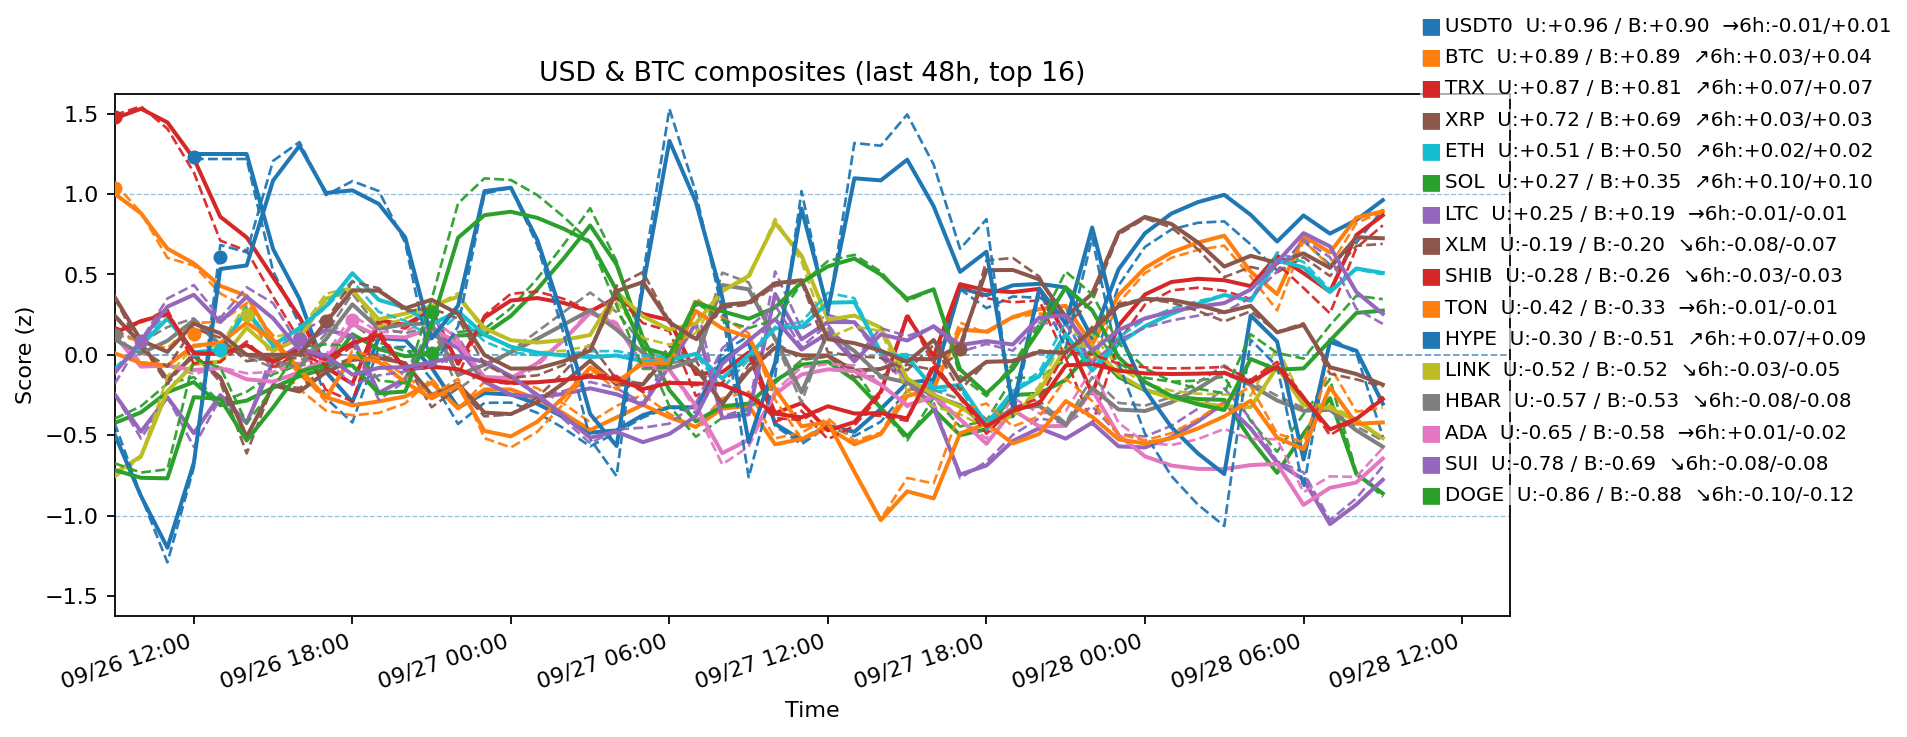 USD & BTC composites (last 48h, top 16)
USDT0 U:+0.96 / B:+0.90 →6h:-0.01/+0.01
BTC U:+0.89 / B:+0.89 ↗6h:+0.03/+0.04
TRX U:+0.87 / B:+0.81 ↗6h:+0.07/+0.07
XRP U:+0.72 / B:+0.69 ↗6h:+0.03/+0.03
ETH U:+0.51 / B:+0.50 ↗6h:+0.02/+0.02
SOL U:+0.27 / B:+0.35 ↗6h:+0.10/+0.10
LTC U:+0.25 / B:+0.19 →6h:-0.01/-0.01
XLM U:-0.19 / B:-0.20 ↘6h:-0.08/-0.07
SHIB U:-0.28 / B:-0.26 ↘6h:-0.03/-0.03
TON U:-0.42 / B:-0.33 →6h:-0.01/-0.01
HYPE U:-0.30 / B:-0.51 ↗6h:+0.07/+0.09
LINK U:-0.52 / B:-0.52 ↘6h:-0.03/-0.05
HBAR U:-0.57 / B:-0.53 ↘6h:-0.08/-0.08
ADA U:-0.65 / B:-0.58 →6h:+0.01/-0.02
SUI U:-0.78 / B:-0.69 ↘6h:-0.08/-0.08
DOGE U:-0.86 / B:-0.88 ↘6h:-0.10/-0.12
Score (z)
1.5
1.0
0.5
0.0
−0.5
−1.0
−1.5
09/26 12:00
09/26 18:00
09/27 00:00
09/27 06:00
09/27 12:00
09/27 18:00
09/28 00:00
09/28 06:00
09/28 12:00
Time